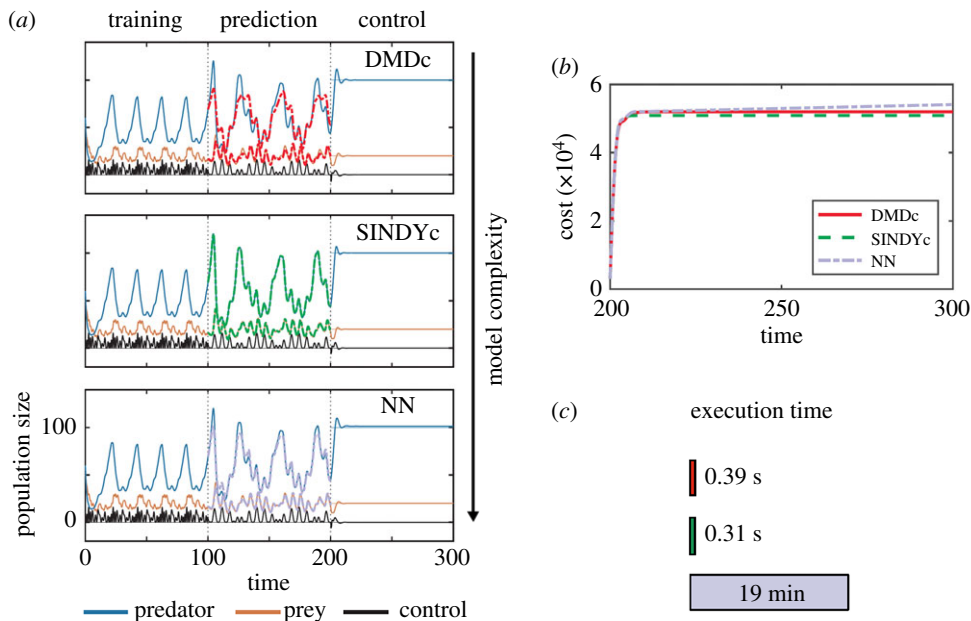 (a)
training prediction control
DMDc
SINDYc
NN
population size
100
0
0 100 200 300
time
predator prey control
model complexity
(b)
cost (×10⁴)
6
4
2
0
DMDc
SINDYc
NN
200 250 300
time
(c)
execution time
0.39 s
0.31 s
19 min